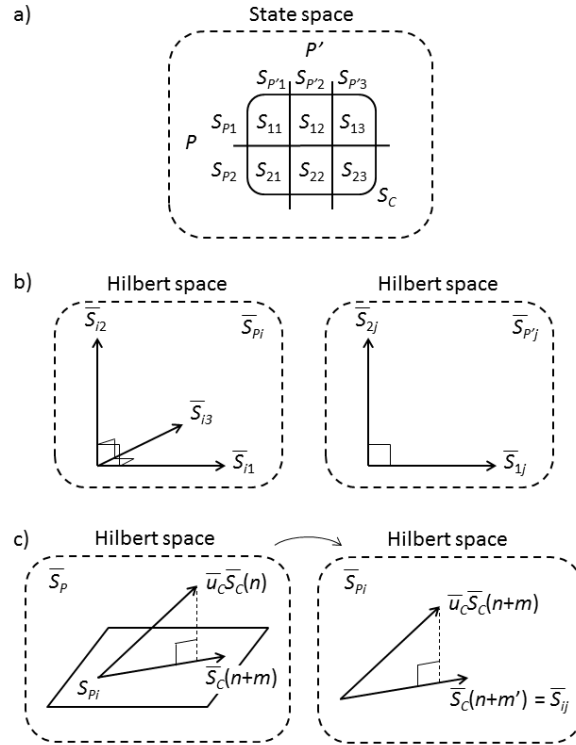 a)
State space
P'
S_P'1 S_P'2 S_P'3
S_P1 S_11 S_12 S_13
P
S_P2 S_21 S_22 S_23
S_C
b)
Hilbert space
S̅_i2
S̅_Pi
S̅_i3
S̅_i1
Hilbert space
S̅_2j
S̅_P'j
S̅_1j
c)
Hilbert space
S̅_P
u̅_C S̅_C(n)
S_Pi
S̅_C(n+m)
Hilbert space
S̅_Pi
u̅_C S̅_C(n+m)
S̅_C(n+m') = S̅_ij